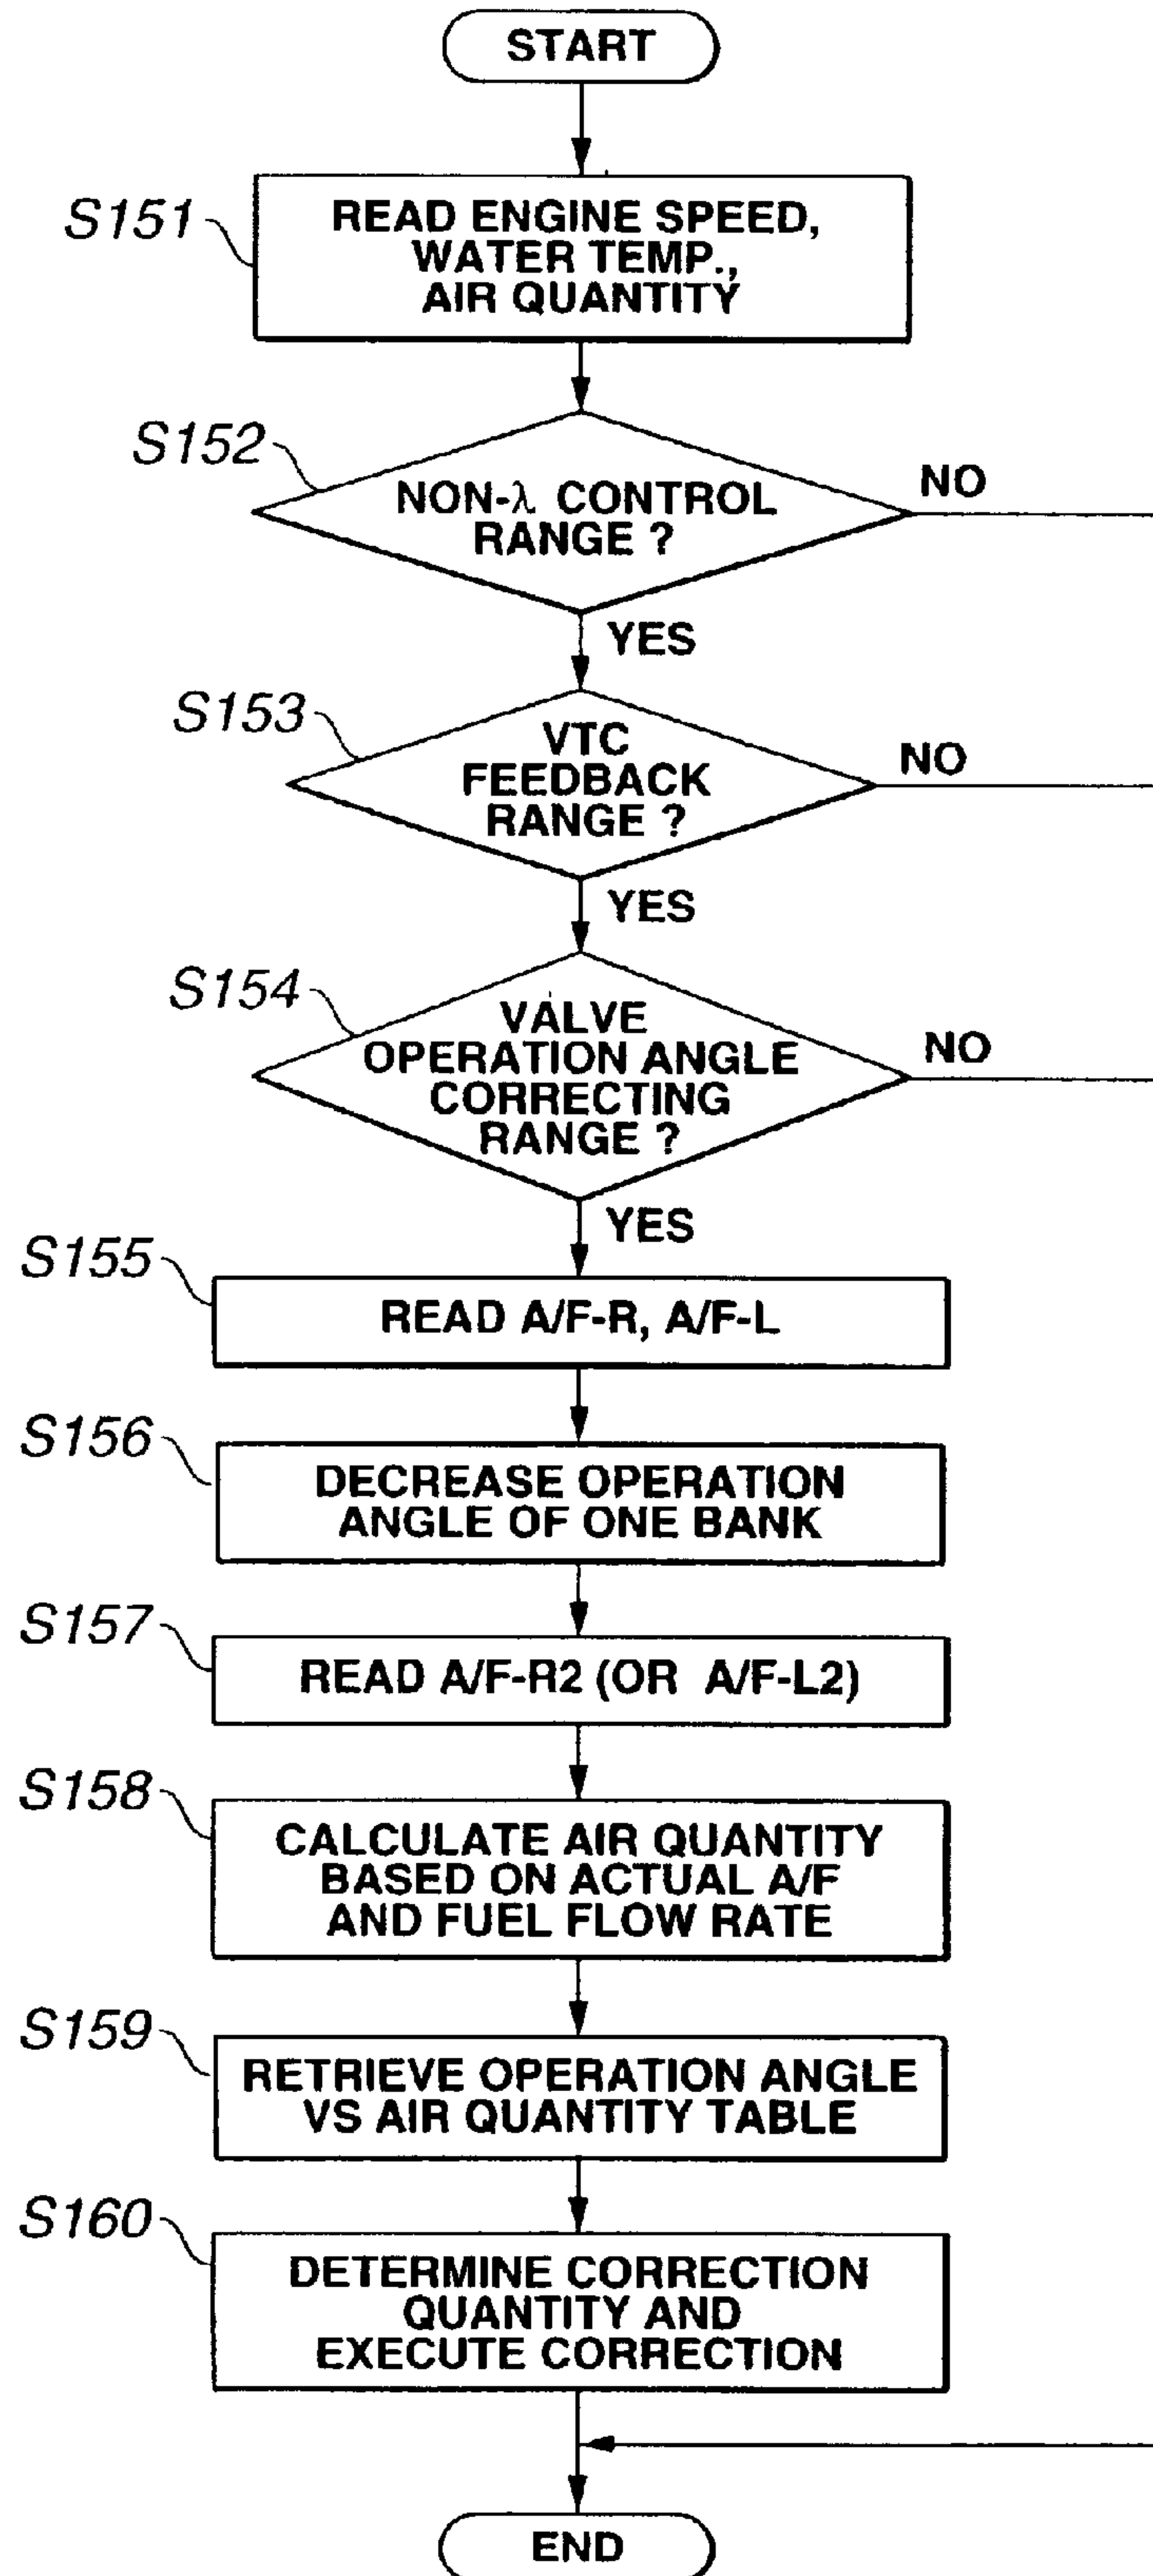 START
S151
READ ENGINE SPEED,
WATER TEMP.,
AIR QUANTITY
S152
NON-λ CONTROL
RANGE ?
NO
YES
S153
VTC
FEEDBACK
RANGE ?
NO
YES
S154
VALVE
OPERATION ANGLE
CORRECTING
RANGE ?
NO
YES
S155
READ A/F-R, A/F-L
S156
DECREASE OPERATION
ANGLE OF ONE BANK
S157
READ A/F-R2 (OR A/F-L2)
S158
CALCULATE AIR QUANTITY
BASED ON ACTUAL A/F
AND FUEL FLOW RATE
S159
RETRIEVE OPERATION ANGLE
VS AIR QUANTITY TABLE
S160
DETERMINE CORRECTION
QUANTITY AND
EXECUTE CORRECTION
END